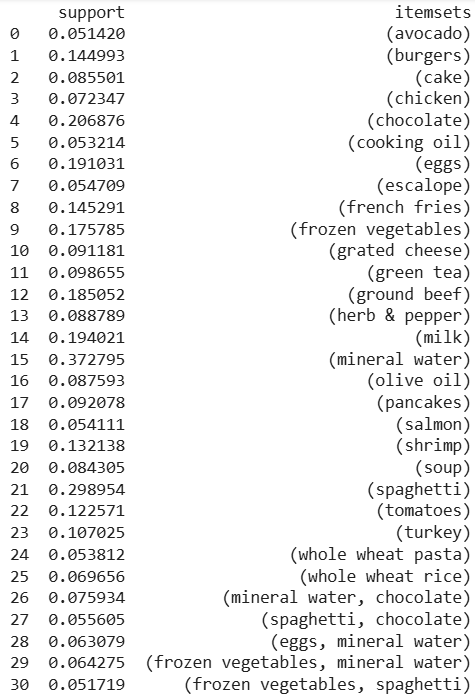 support itemsets
0 0.051420 (avocado)
1 0.144993 (burgers)
2 0.085501 (cake)
3 0.072347 (chicken)
4 0.206876 (chocolate)
5 0.053214 (cooking oil)
6 0.191031 (eggs)
7 0.054709 (escalope)
8 0.145291 (french fries)
9 0.175785 (frozen vegetables)
10 0.091181 (grated cheese)
11 0.098655 (green tea)
12 0.185052 (ground beef)
13 0.088789 (herb & pepper)
14 0.194021 (milk)
15 0.372795 (mineral water)
16 0.087593 (olive oil)
17 0.092078 (pancakes)
18 0.054111 (salmon)
19 0.132138 (shrimp)
20 0.084305 (soup)
21 0.298954 (spaghetti)
22 0.122571 (tomatoes)
23 0.107025 (turkey)
24 0.053812 (whole wheat pasta)
25 0.069656 (whole wheat rice)
26 0.075934 (mineral water, chocolate)
27 0.055605 (spaghetti, chocolate)
28 0.063079 (eggs, mineral water)
29 0.064275 (frozen vegetables, mineral water)
30 0.051719 (frozen vegetables, spaghetti)